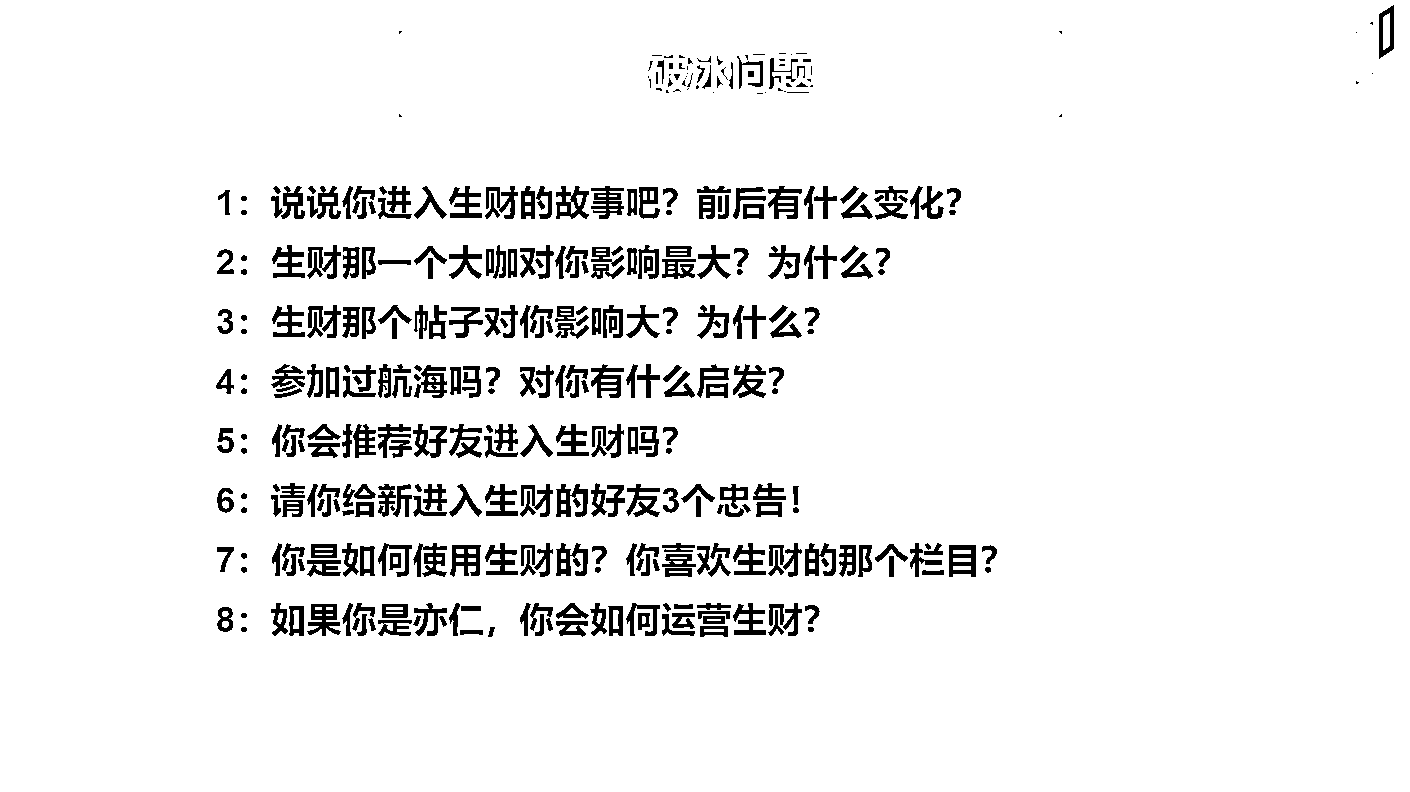 破冰问题
1：说说你进入生财的故事吧？前后有什么变化？
2：生财那一个大咖对你影响最大？为什么？
3：生财那个帖子对你影响大？为什么？
4：参加过航海吗？对你有什么启发？
5：你会推荐好友进入生财吗？
6：请你给新进入生财的好友3个忠告！
7：你是如何使用生财的？你喜欢生财的那个栏目？
8：如果你是亦仁，你会如何运营生财？